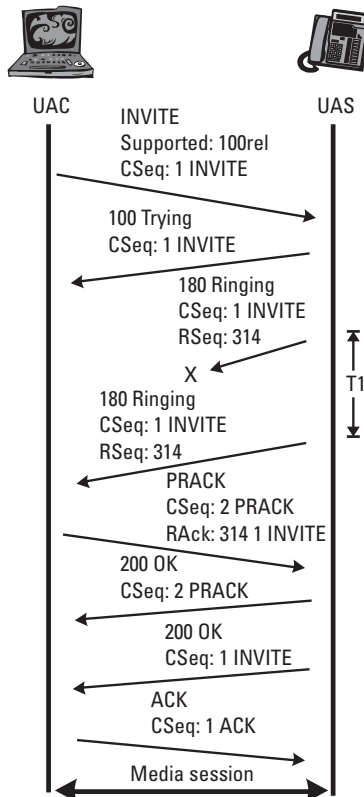 UAC
UAS
INVITE
Supported: 100rel
CSeq: 1 INVITE
100 Trying
CSeq: 1 INVITE
180 Ringing
CSeq: 1 INVITE
RSeq: 314
X
T1
180 Ringing
CSeq: 1 INVITE
RSeq: 314
PRACK
CSeq: 2 PRACK
RAck: 314 1 INVITE
200 OK
CSeq: 2 PRACK
200 OK
CSeq: 1 INVITE
ACK
CSeq: 1 ACK
Media session